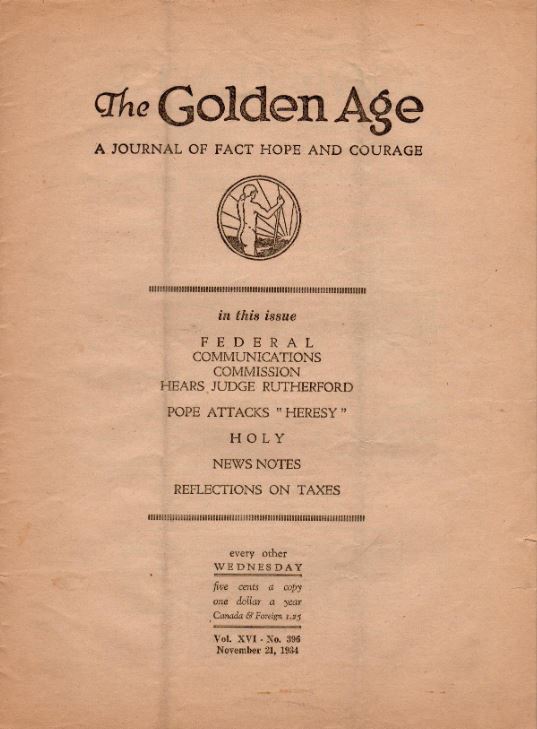 The Golden Age
A JOURNAL OF FACT HOPE AND COURAGE
in this issue
FEDERAL
COMMUNICATIONS
COMMISSION
HEARS JUDGE RUTHERFORD
POPE ATTACKS "HERESY"
HOLY
NEWS NOTES
REFLECTIONS ON TAXES
every other
WEDNESDAY
five cents a copy
one dollar a year
Canada & Foreign 1.25
Vol. XVI - No. 396
November 21, 1934